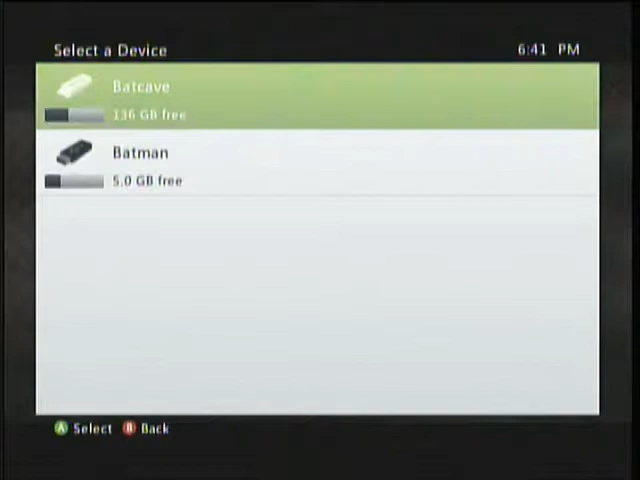 Select a Device
6:41 PM
Batcave
136 GB free
Batman
5.0 GB free
A Select B Back